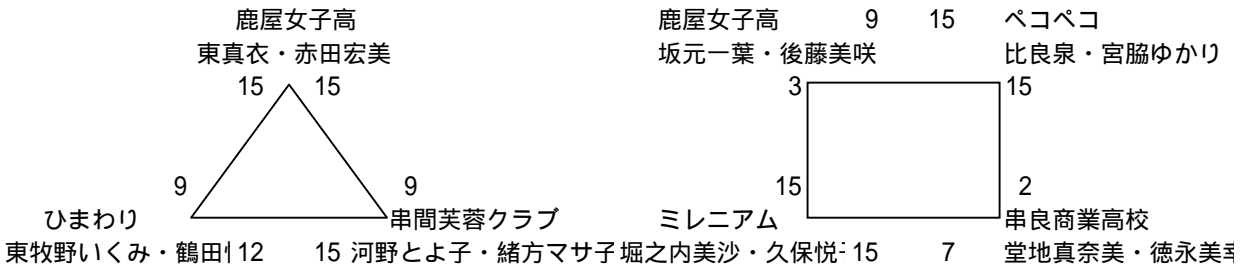 鹿屋女子高
東真衣・赤田宏美
15 15
9 9
ひまわり 串間芙蓉クラブ
東牧野いくみ・鶴田 12 15 河野とよ子・緒方マサ子
鹿屋女子高 9 15 ペコペコ
坂元一葉・後藤美咲 比良泉・宮脇ゆかり
3 15
15 2
ミレニアム 串良商業高校
堀之内美沙・久保悦 15 7 堂地真奈美・徳永美幸